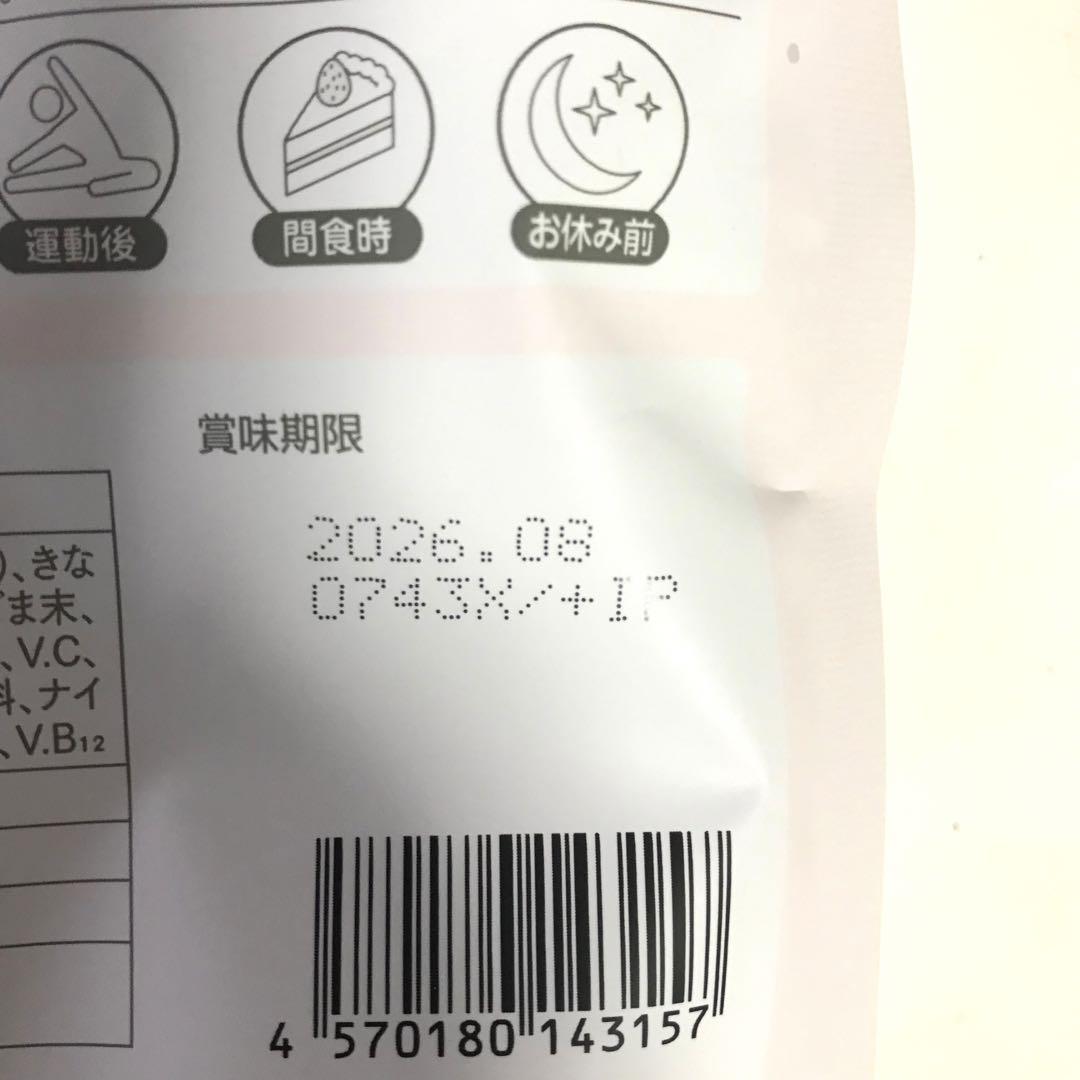 運動後
間食時
お休み前
賞味期限
2026.08
0743X/+IP
)、きな
ま末、
、V.C、
料、ナイ
、V.B12
4 570180 143157